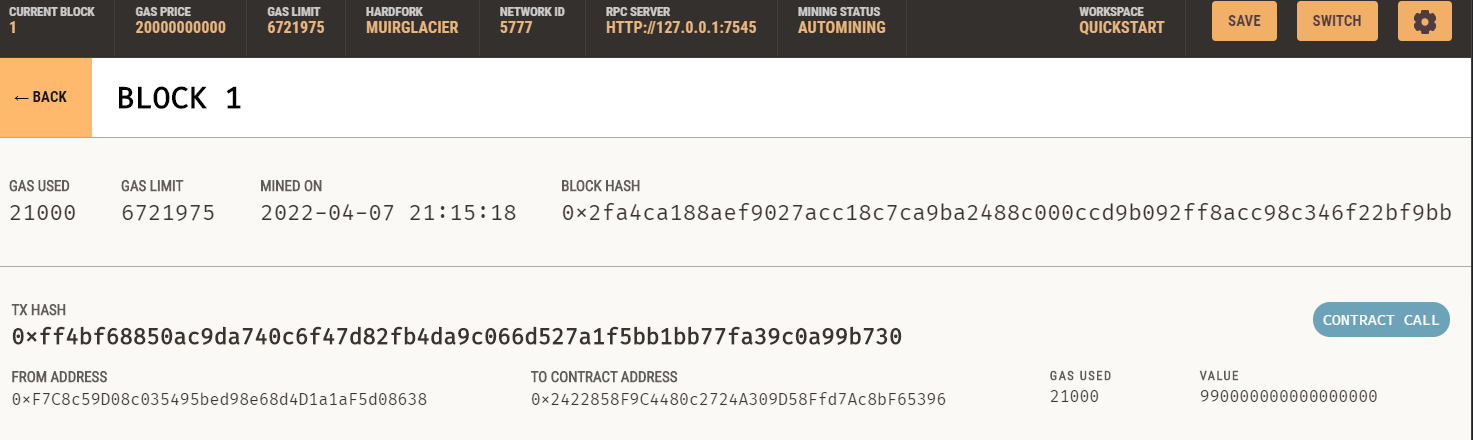 CURRENT BLOCK GAS PRICE GAS LIMIT HARDFORK NETWORK ID RPC SERVER MINING STATUS WORKSPACE
1 20000000000 6721975 MUIRGLACIER 5777 HTTP://127.0.0.1:7545 AUTOMINING QUICKSTART SAVE SWITCH
← BACK BLOCK 1
GAS USED GAS LIMIT MINED ON BLOCK HASH
21000 6721975 2022-04-07 21:15:18 0×2fa4ca188aef9027acc18c7ca9ba2488c000ccd9b092ff8acc98c346f22bf9bb
TX HASH
0×ff4bf68850ac9da740c6f47d82fb4da9c066d527a1f5bb1bb77fa39c0a99b730 CONTRACT CALL
FROM ADDRESS TO CONTRACT ADDRESS GAS USED VALUE
0×F7C8c59D08c035495bed98e68d4D1a1aF5d08638 0×2422858F9C4480c2724A309D58Ffd7Ac8bF65396 21000 990000000000000000